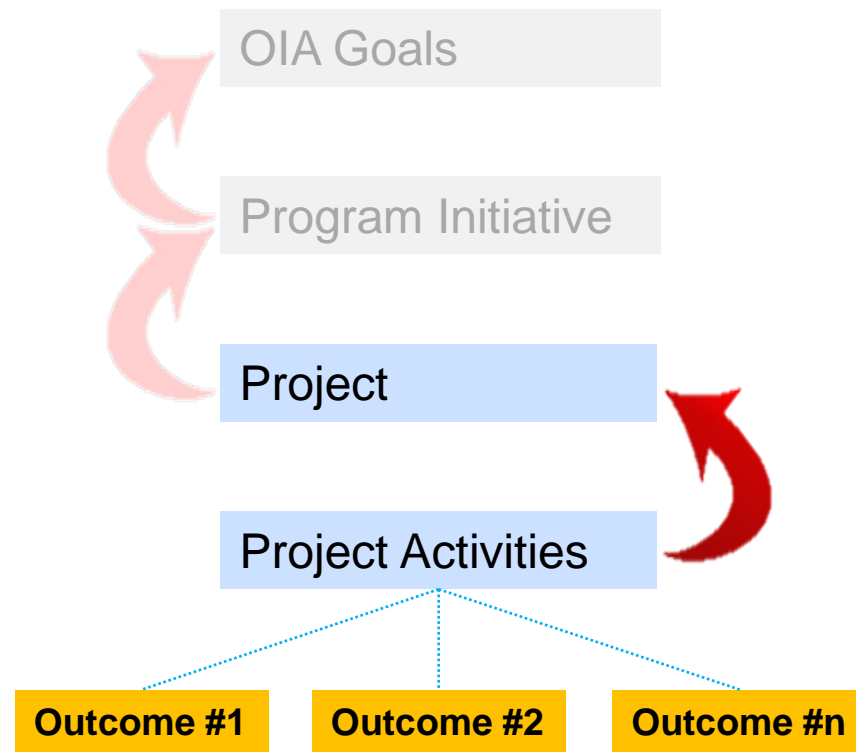 OIA Goals
Program Initiative
Project
Project Activities
Outcome #1
Outcome #2
Outcome #n